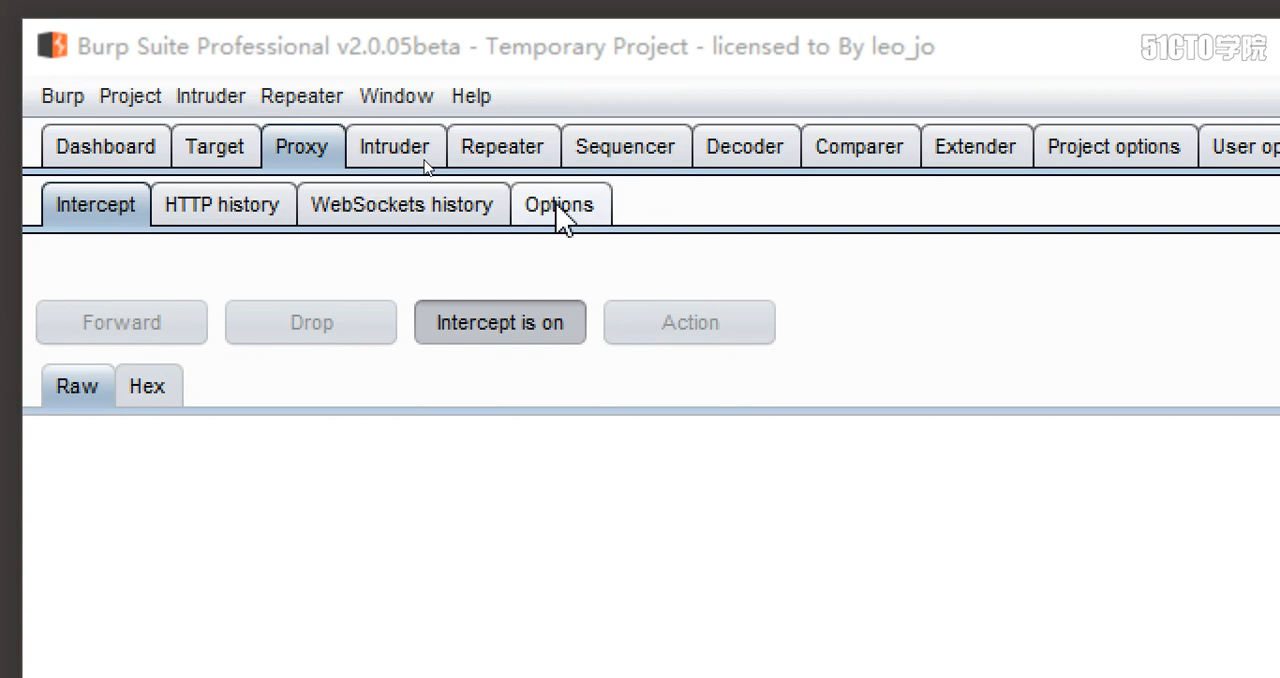 Burp Suite Professional v2.0.05beta - Temporary Project - licensed to By leo_jo
51CTO学院
Burp Project Intruder Repeater Window Help
Dashboard Target Proxy Intruder Repeater Sequencer Decoder Comparer Extender Project options User op
Intercept HTTP history WebSockets history Options
Forward Drop Intercept is on Action
Raw Hex